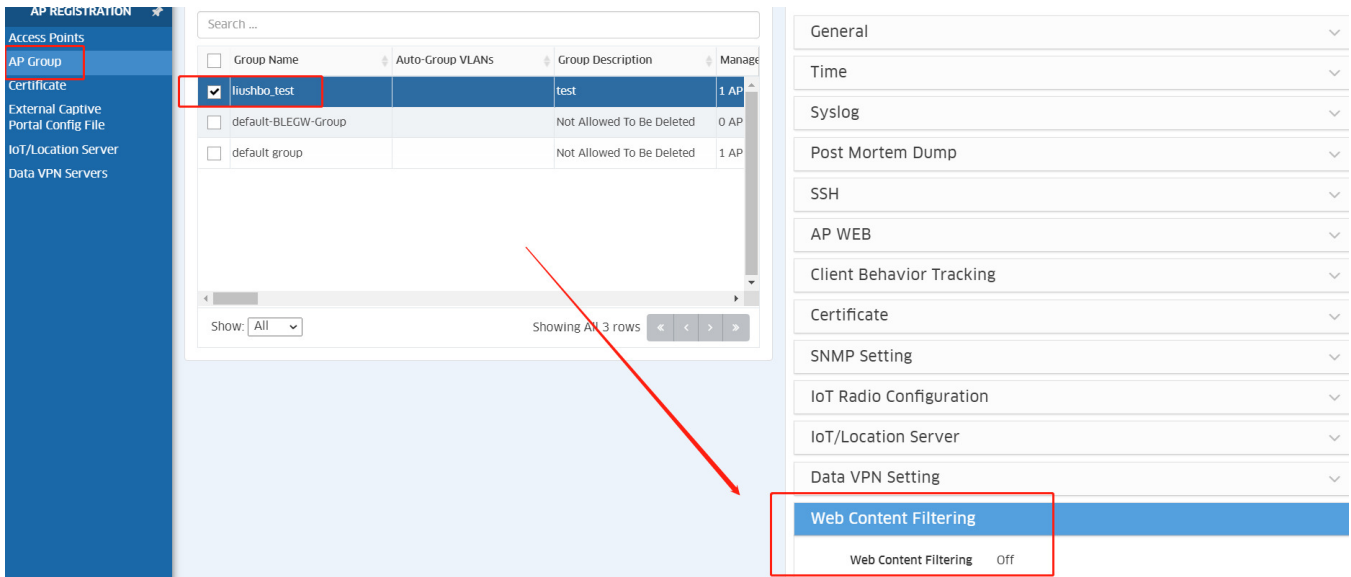 AP REGISTRATION
Access Points
AP Group
Certificate
External Captive
Portal Config File
IoT/Location Server
Data VPN Servers
Search ...
Group Name Auto-Group VLANs Group Description Manage
liushbo_test test 1 AP
default-BLEGW-Group Not Allowed To Be Deleted 0 AP
default group Not Allowed To Be Deleted 1 AP
Show: All Showing All 3 rows « < > »
General
Time
Syslog
Post Mortem Dump
SSH
AP WEB
Client Behavior Tracking
Certificate
SNMP Setting
IoT Radio Configuration
IoT/Location Server
Data VPN Setting
Web Content Filtering
Web Content Filtering Off